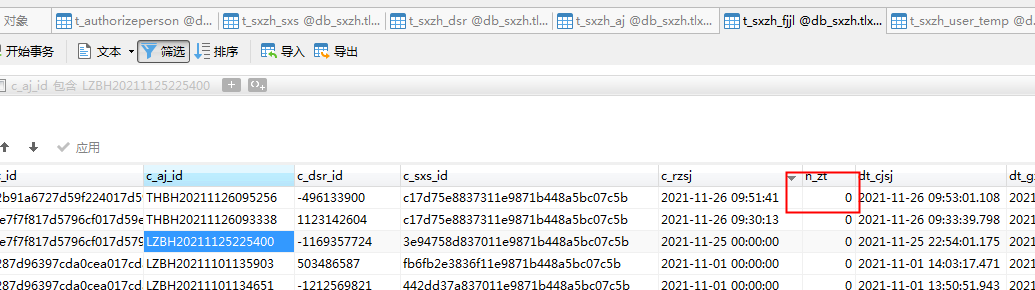 对象 t_authorizeperson @d... t_sxzh_sxs @db_sxzh.tl... t_sxzh_dsr @db_sxzh.tl... t_sxzh_aj @db_sxzh.tlx... t_sxzh_fjjl @db_sxzh.tlx... t_sxzh_user_temp @d...
开始事务 文本 筛选 排序 导入 导出
c_aj_id 包含 LZBH20211125225400
应用
c_id c_aj_id c_dsr_id c_sxs_id c_rzsj n_zt dt_cjsj dt_g
2b91a6727d59f224017d5 THBH20211126095256 -496133900 c17d75e8837311e9871b448a5bc07c5b 2021-11-26 09:51:41 0 2021-11-26 09:53:01.108
e7f7f817d5796cf017d59e THBH20211126093338 1123142604 c17d75e8837311e9871b448a5bc07c5b 2021-11-26 09:30:13 0 2021-11-26 09:33:39.798
e7f7f817d5796cf017d579 LZBH20211125225400 -1169357724 3e94758d837011e9871b448a5bc07c5b 2021-11-25 00:00:00 0 2021-11-25 22:54:01.175
287d96397cda0cea017cd LZBH20211101135903 503486587 fb6fb2e3836f11e9871b448a5bc07c5b 2021-11-01 00:00:00 0 2021-11-01 14:03:17.471
287d96397cda0cea017cd LZBH20211101134651 -1212569821 442dd37a837011e9871b448a5bc07c5b 2021-11-01 00:00:00 0 2021-11-01 13:50:51.943